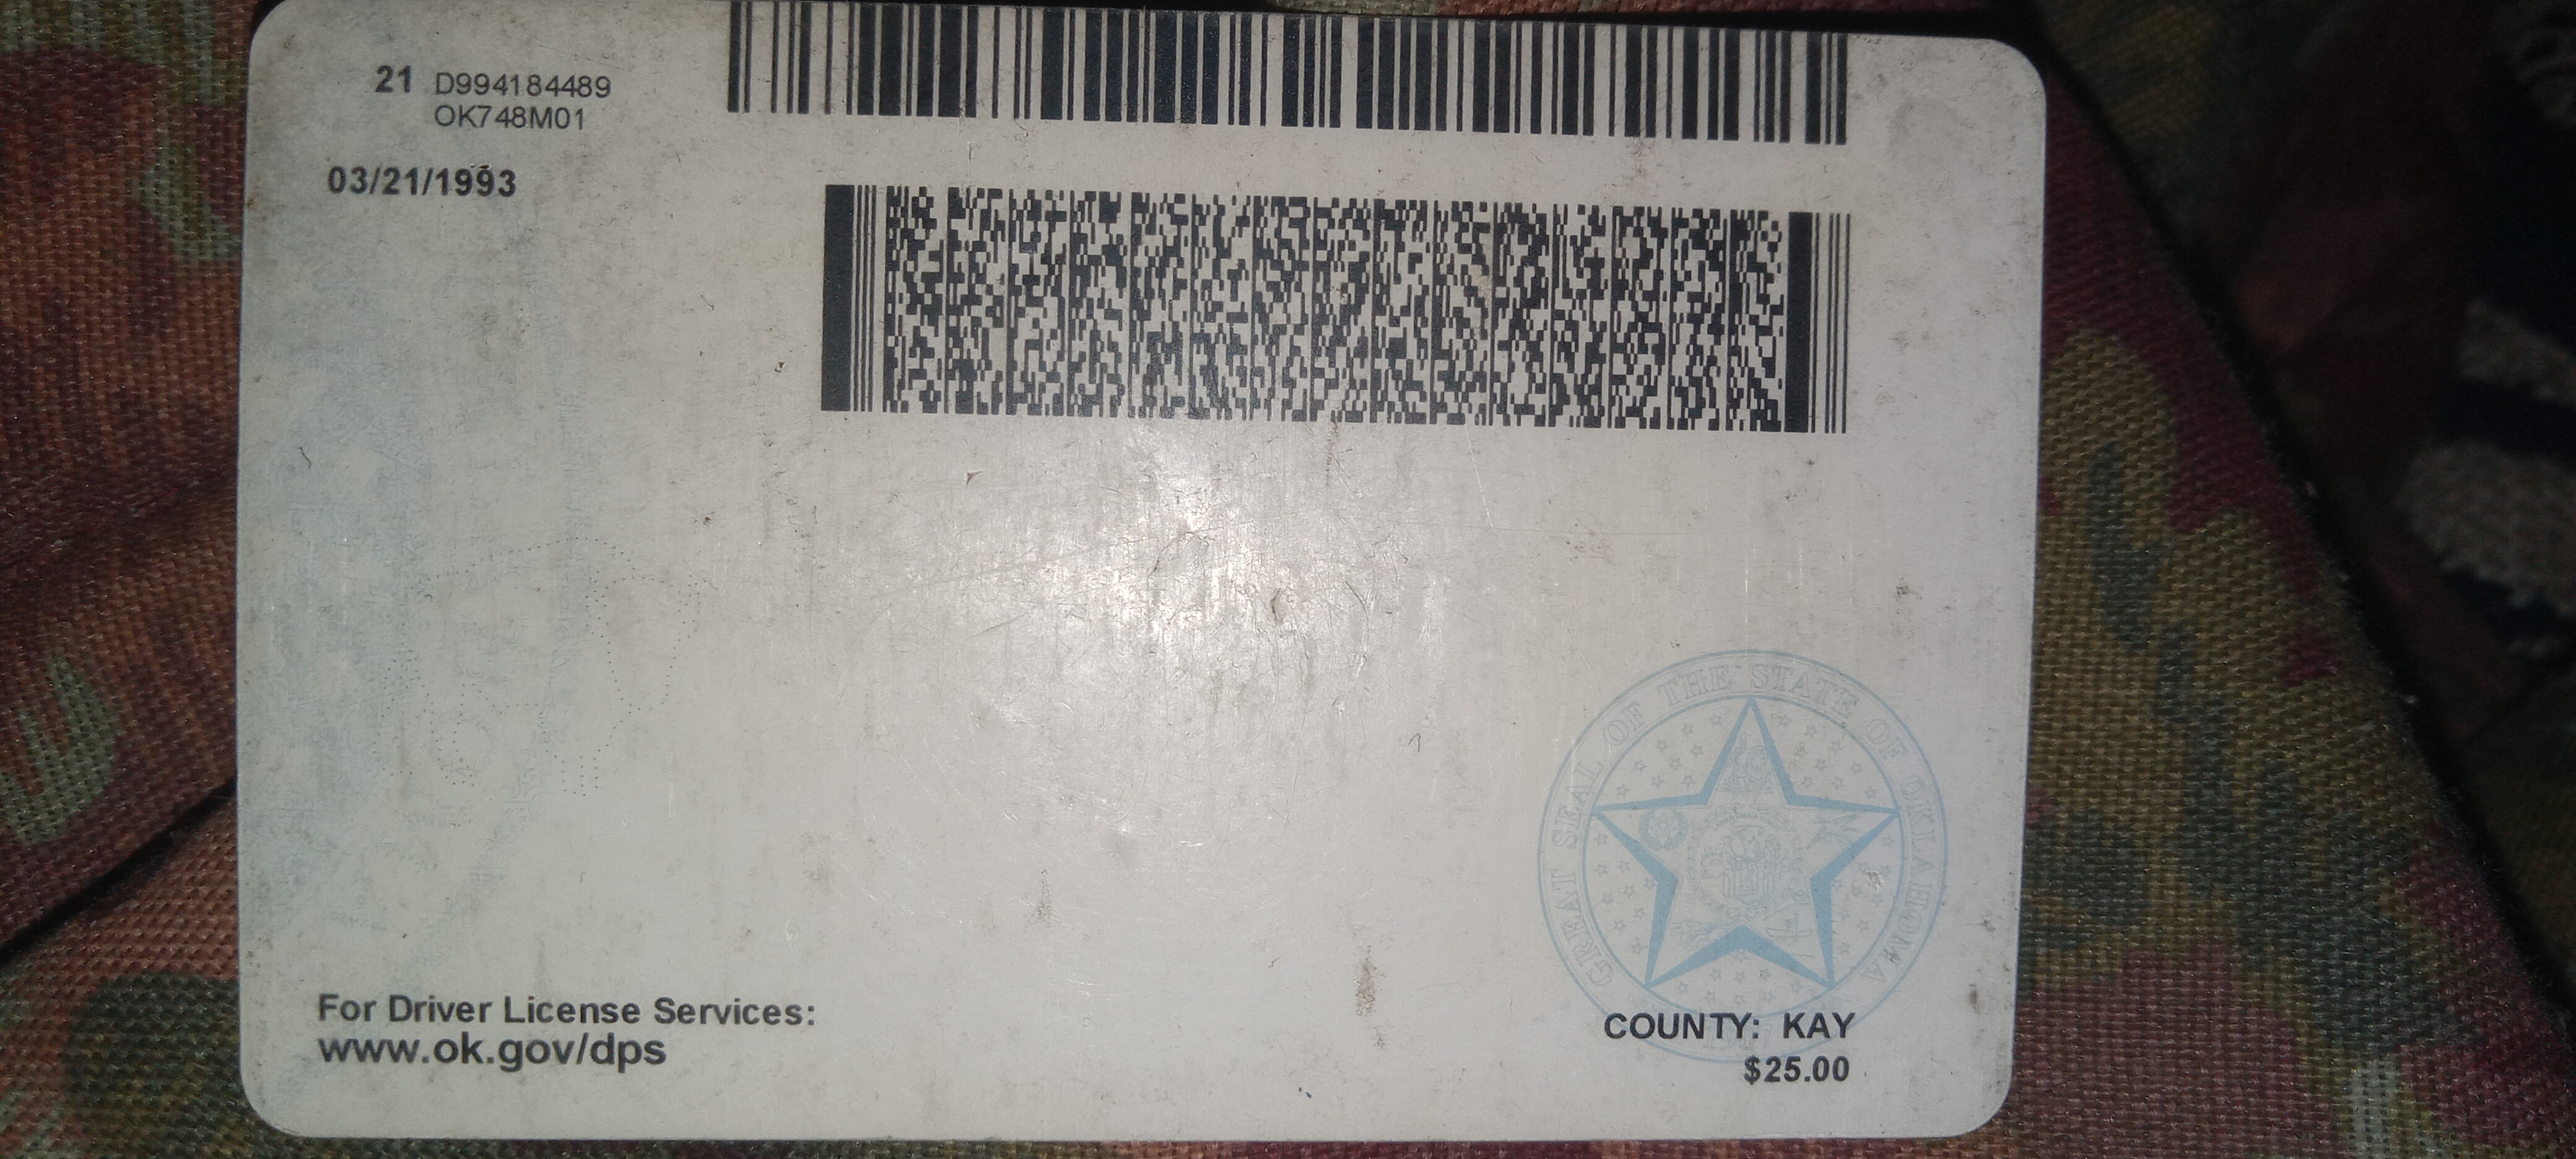 21 D994184489
OK748M01
03/21/1993
GREAT SEAL OF THE STATE OF OKLAHOMA
For Driver License Services:
www.ok.gov/dps
COUNTY: KAY
$25.00